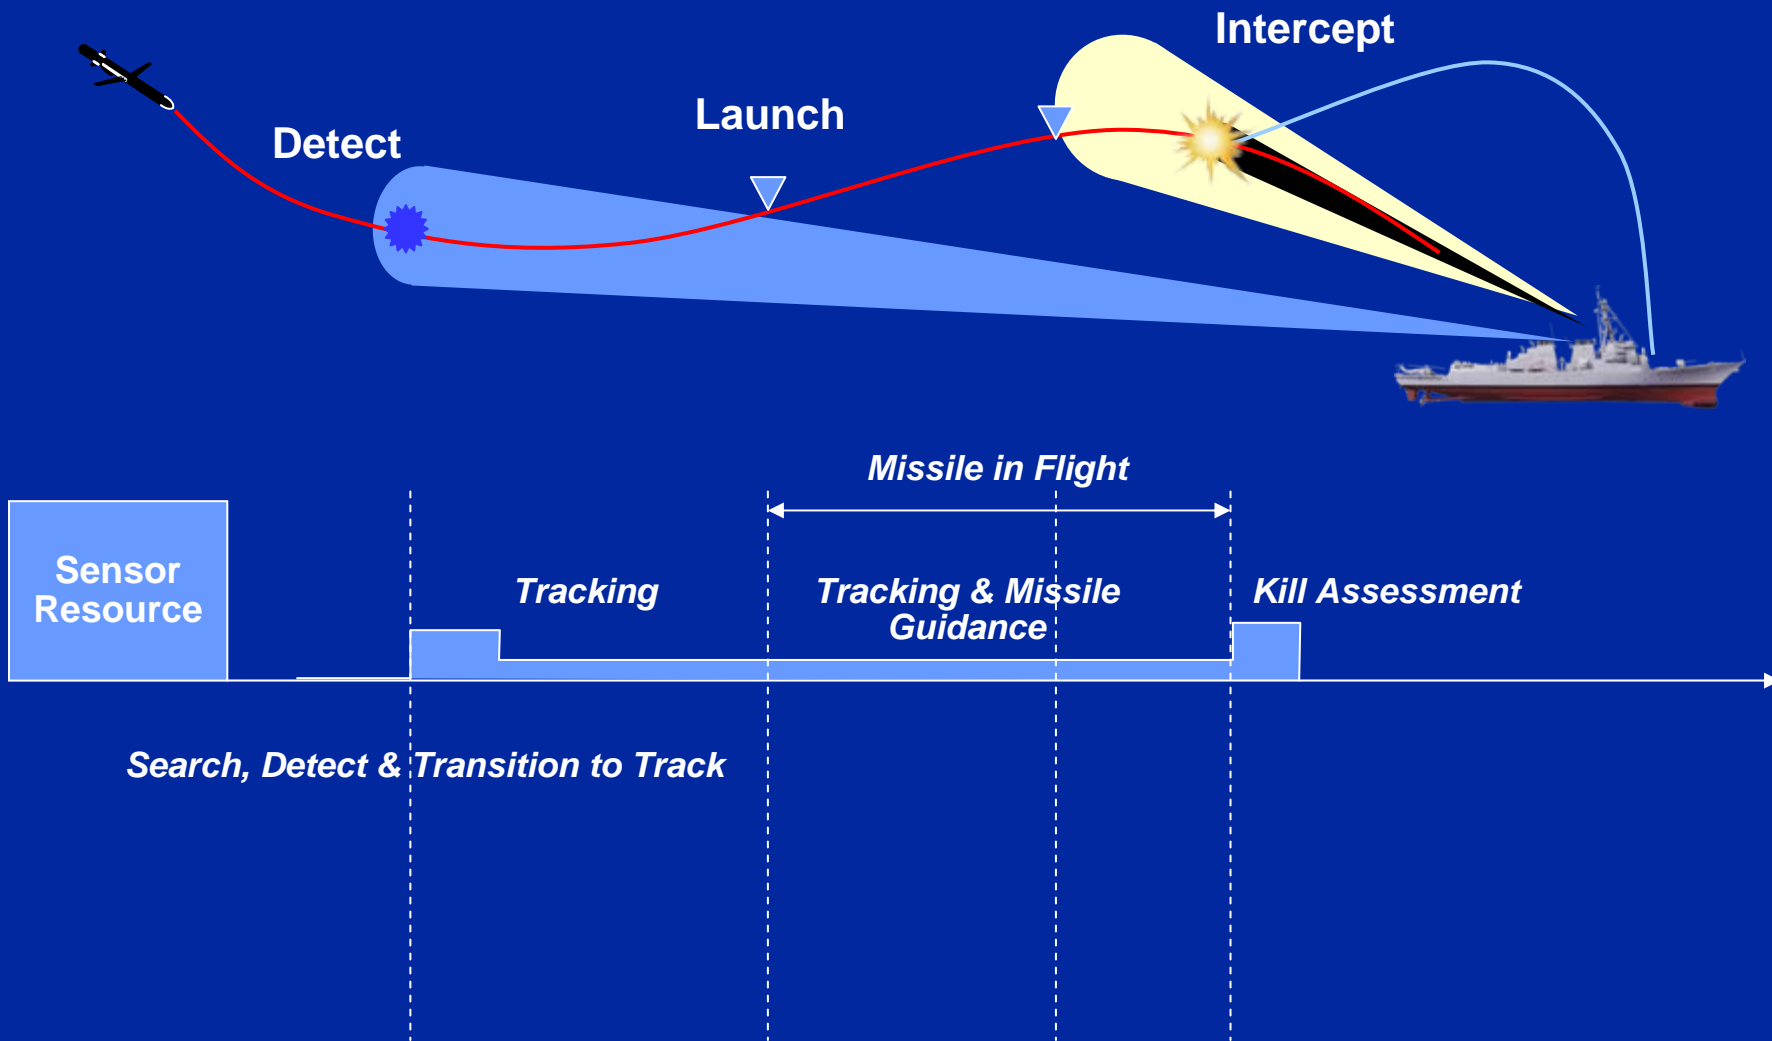 Intercept
Launch
Detect
Missile in Flight
Sensor
Resource
Tracking
Tracking & Missile
Guidance
Kill Assessment
Search, Detect & Transition to Track